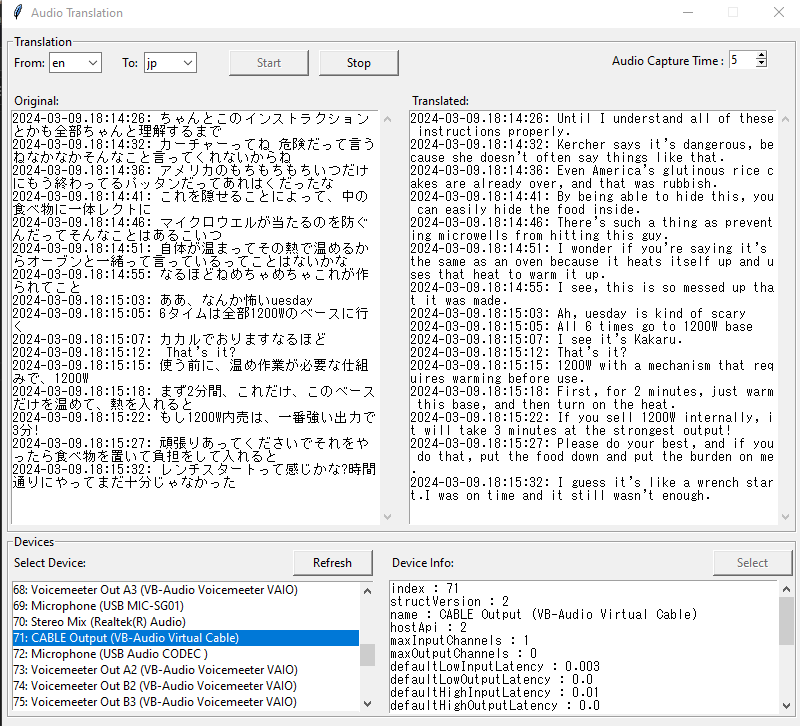 Audio Translation
Translation
From: en To: jp Start Stop Audio Capture Time : 5
Original:
2024-03-09.18:14:26: ちゃんとこのインストラクション
とかも全部ちゃんと理解するまで
2024-03-09.18:14:32: カーチャーってね 危険だって言う
ねなかなかそんなこと言ってくれないからね
2024-03-09.18:14:36: アメリカのもちもちもちいつだけ
にもう終わってるバッタンだってあれはくだったな
2024-03-09.18:14:41: これを隠せることによって、中の
食べ物に一体レクトに
2024-03-09.18:14:46: マイクロウエルが当たるのを防ぐ
んだってそんなことはあるこいつ
2024-03-09.18:14:51: 自体が温まってその熱で温めるか
らオーブンと一緒って言っているってことはないかな
2024-03-09.18:14:55: なるほどねめちゃめちゃこれが作
られてこと
2024-03-09.18:15:03: ああ、なんか怖いuesday
2024-03-09.18:15:05: 6タイムは全部1200Wのベースに行
く
2024-03-09.18:15:07: カカルでおりますなるほど
2024-03-09.18:15:12: That's it?
2024-03-09.18:15:15: 使う前に、温め作業が必要な仕組
みで、1200W
2024-03-09.18:15:18: まず2分間、これだけ、このベース
だけを温めて、熱を入れると
2024-03-09.18:15:22: もし1200W内売は、一番強い出力で
3分!
2024-03-09.18:15:27: 頑張りあってくださいでそれをや
ったら食べ物を置いて負担をして入れると
2024-03-09.18:15:32: レンチスタートって感じかな?時間
通りにやってまだ十分じゃなかった
Translated:
2024-03-09.18:14:26: Until I understand all of these
instructions properly.
2024-03-09.18:14:32: Kercher says it's dangerous, be
cause she doesn't often say things like that.
2024-03-09.18:14:36: Even America's glutinous rice c
akes are already over, and that was rubbish.
2024-03-09.18:14:41: By being able to hide this, you
can easily hide the food inside.
2024-03-09.18:14:46: There's such a thing as prevent
ing microwells from hitting this guy.
2024-03-09.18:14:51: I wonder if you're saying it's
the same as an oven because it heats itself up and u
ses that heat to warm it up.
2024-03-09.18:14:55: I see, this is so messed up tha
t it was made.
2024-03-09.18:15:03: Ah, uesday is kind of scary
2024-03-09.18:15:05: All 6 times go to 1200W base
2024-03-09.18:15:07: I see it's Kakaru.
2024-03-09.18:15:12: That's it?
2024-03-09.18:15:15: 1200W with a mechanism that req
uires warming before use.
2024-03-09.18:15:18: First, for 2 minutes, just warm
this base, and then turn on the heat.
2024-03-09.18:15:22: If you sell 1200W internally, i
t will take 3 minutes at the strongest output!
2024-03-09.18:15:27: Please do your best, and if you
do that, put the food down and put the burden on me
.
2024-03-09.18:15:32: I guess it's like a wrench star
t.I was on time and it still wasn't enough.
Devices
Select Device: Refresh
68: Voicemeeter Out A3 (VB-Audio Voicemeeter VAIO)
69: Microphone (USB MIC-SG01)
70: Stereo Mix (Realtek(R) Audio)
71: CABLE Output (VB-Audio Virtual Cable)
72: Microphone (USB Audio CODEC )
73: Voicemeeter Out A2 (VB-Audio Voicemeeter VAIO)
74: Voicemeeter Out B2 (VB-Audio Voicemeeter VAIO)
75: Voicemeeter Out B3 (VB-Audio Voicemeeter VAIO)
Device Info: Select
index : 71
structVersion : 2
name : CABLE Output (VB-Audio Virtual Cable)
hostApi : 2
maxInputChannels : 1
maxOutputChannels : 0
defaultLowInputLatency : 0.003
defaultLowOutputLatency : 0.0
defaultHighInputLatency : 0.01
defaultHighOutputLatency : 0.0